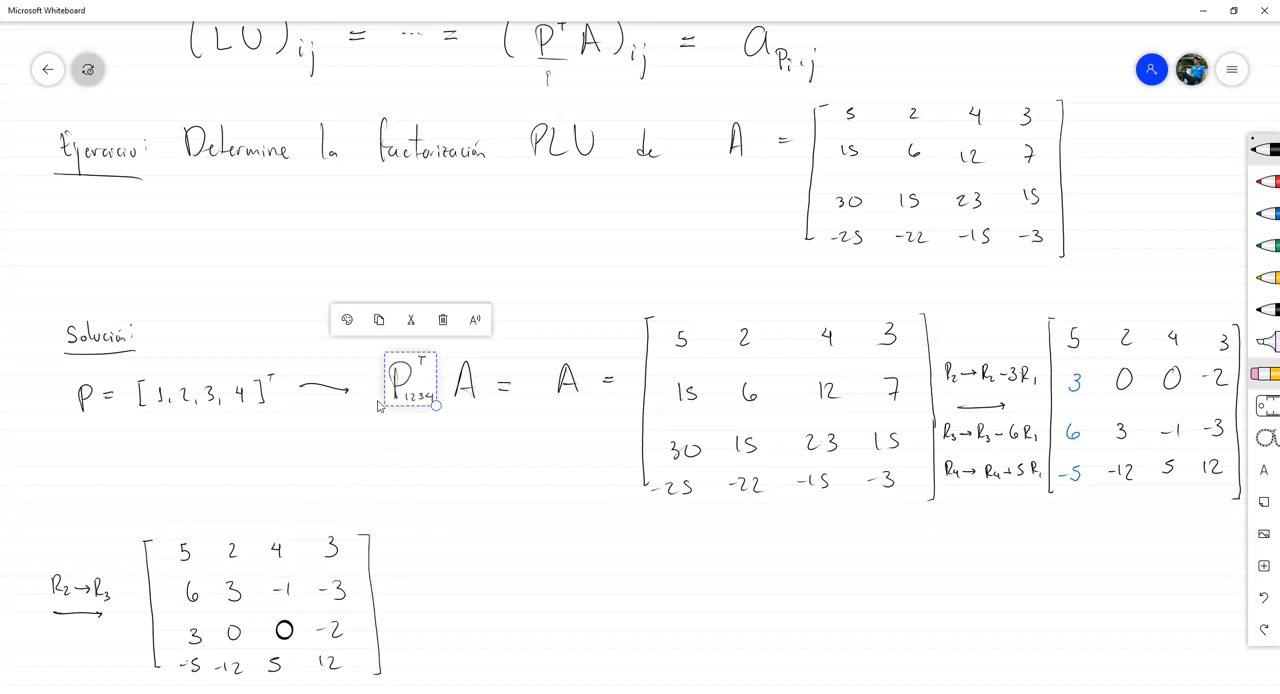 Microsoft Whiteboard
(LU)ij = ... = (PᵀA)ij = aPi,j
Ejercicio: Determine la factorización PLU de A =
5 2 4 3
15 6 12 7
30 15 23 15
-25 -22 -15 -3
Solución:
P = [1, 2, 3, 4]ᵀ → Pᵀ1234 A = A =
5 2 4 3
15 6 12 7
30 15 23 15
-25 -22 -15 -3
R2→R2-3R1
R3→R3-6R1
R4→R4+5R1
5 2 4 3
3 0 0 -2
6 3 -1 -3
-5 -12 5 12
R2→R3
5 2 4 3
6 3 -1 -3
3 0 0 -2
-5 -12 5 12